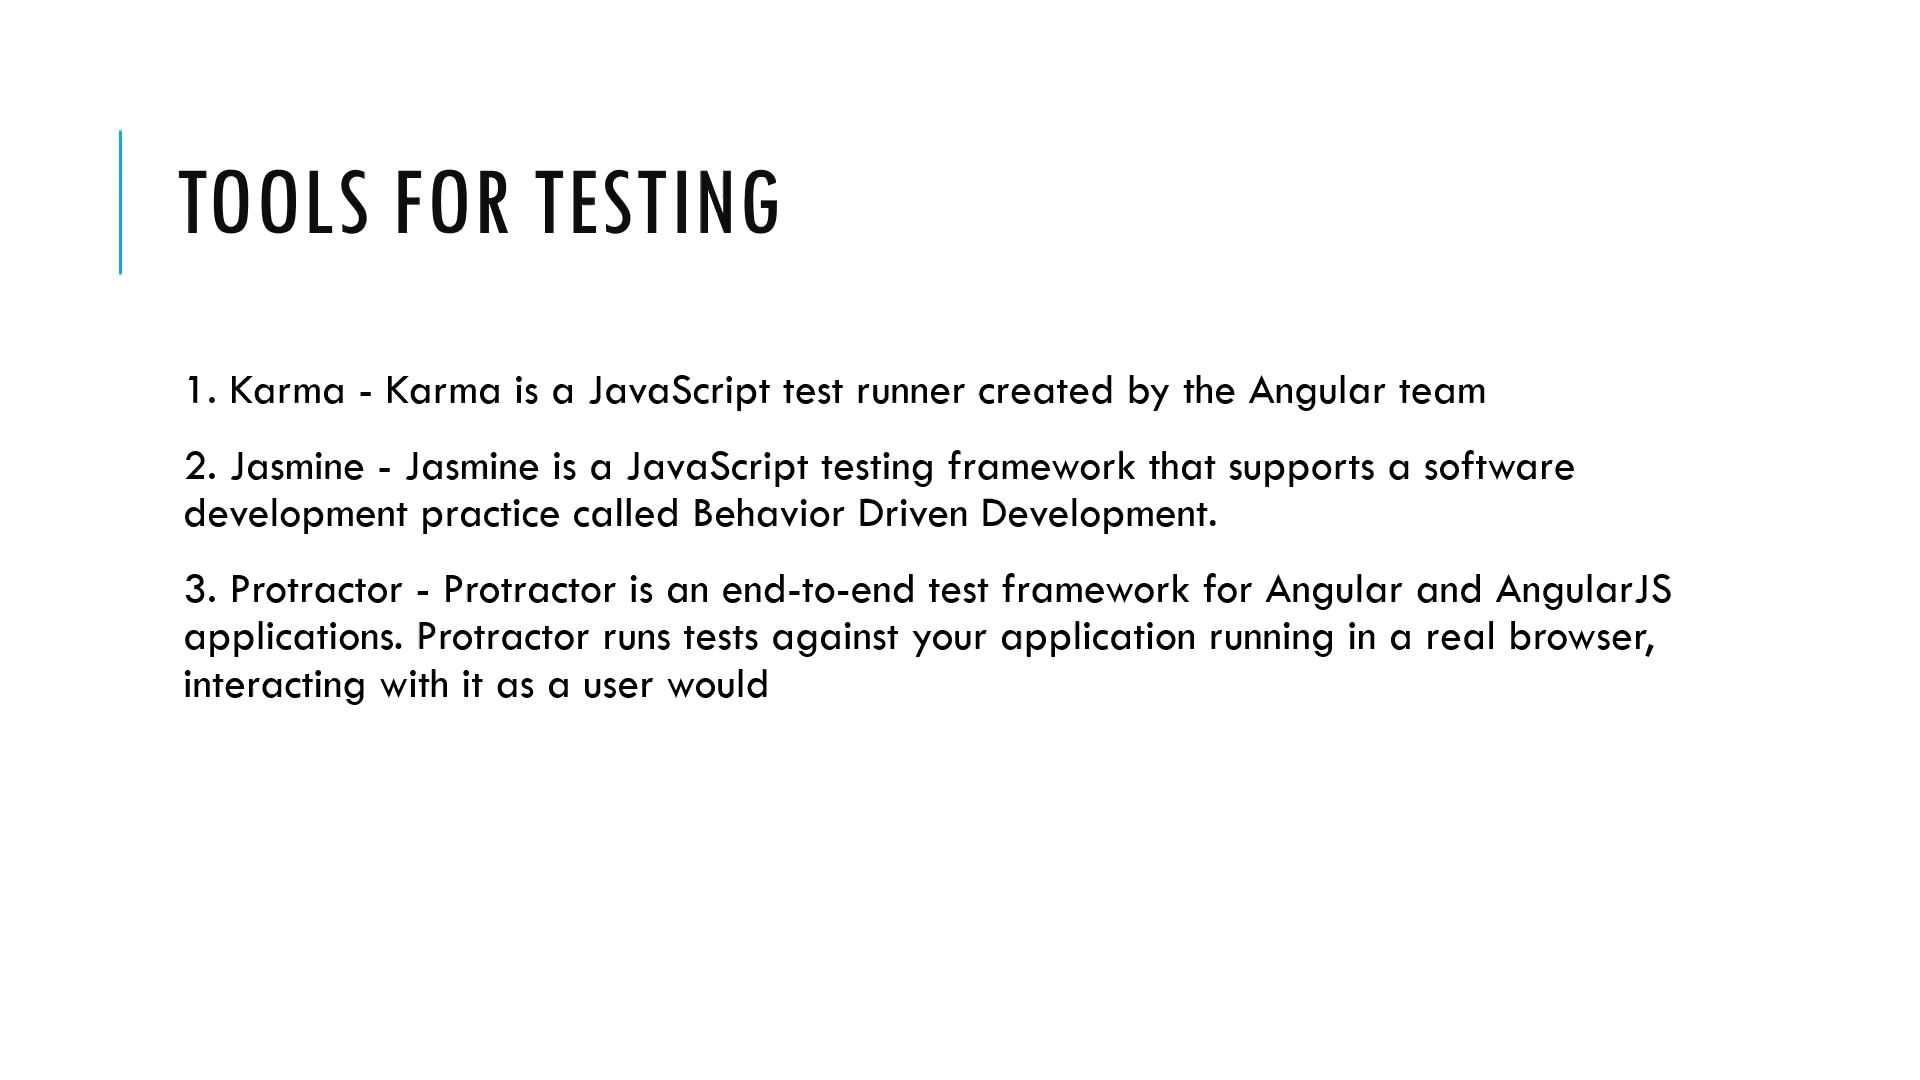 TOOLS FOR TESTING
1. Karma - Karma is a JavaScript test runner created by the Angular team
2. Jasmine - Jasmine is a JavaScript testing framework that supports a software
development practice called Behavior Driven Development.
3. Protractor - Protractor is an end-to-end test framework for Angular and AngularJS
applications. Protractor runs tests against your application running in a real browser,
interacting with it as a user would